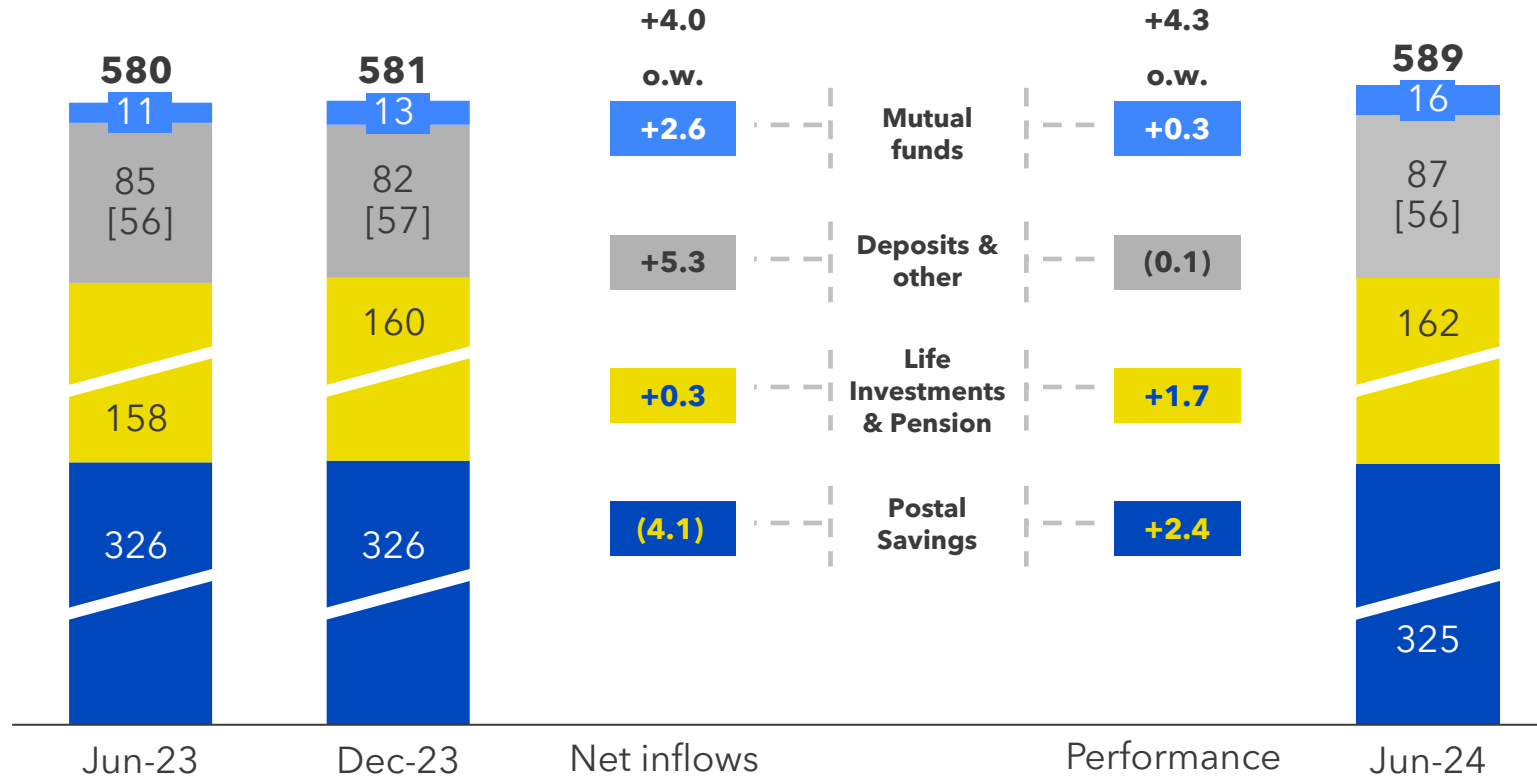 +4.0
+4.3
580
581
o.w.
o.w.
589
11
13
+2.6
Mutual
funds
+0.3
16
85
[56]
82
[57]
+5.3
Deposits &
other
(0.1)
87
[56]
160
162
158
+0.3
Life
Investments
& Pension
+1.7
326
326
(4.1)
Postal
Savings
+2.4
325
Jun-23
Dec-23
Net inflows
Performance
Jun-24